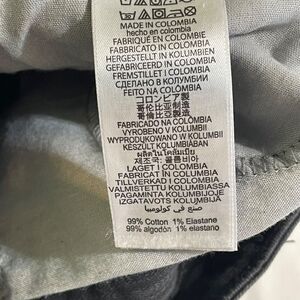 MADE IN COLOMBIA
hecho en colombia
FABRIQUÉ EN COLOMBIE
FABBRICATO IN COLOMBIA
HERGESTELLT IN KOLUMBIEN
GEFABRICEERD IN COLOMBIA
FREMSTILLET I COLOMBIA
СДЕЛАНО В КОЛУМБИИ
FEITO NA COLÔMBIA
コロンビア製
哥伦比亚制造
哥倫比亞製造
FABRICADO NA COLÔMBIA
VYROBENO V KOLUMBII
WYPRODUKOWANO W KOLUMBII
KÉSZÜLT KOLUMBIÁBAN
ผลิตในโคลัมเบีย
제조국: 콜롬비아
LAGET I COLOMBIA
FABRICAT IN COLUMBIA
TILLVERKAD I COLOMBIA
VALMISTETTU KOLUMBIASSA
PAGAMINTA KOLUMBIJOJE
IZGATAVOTS KOLUMBIJĀ
صنع في كولومبيا
99% Cotton 1% Elastane
99% algodón 1% elastano